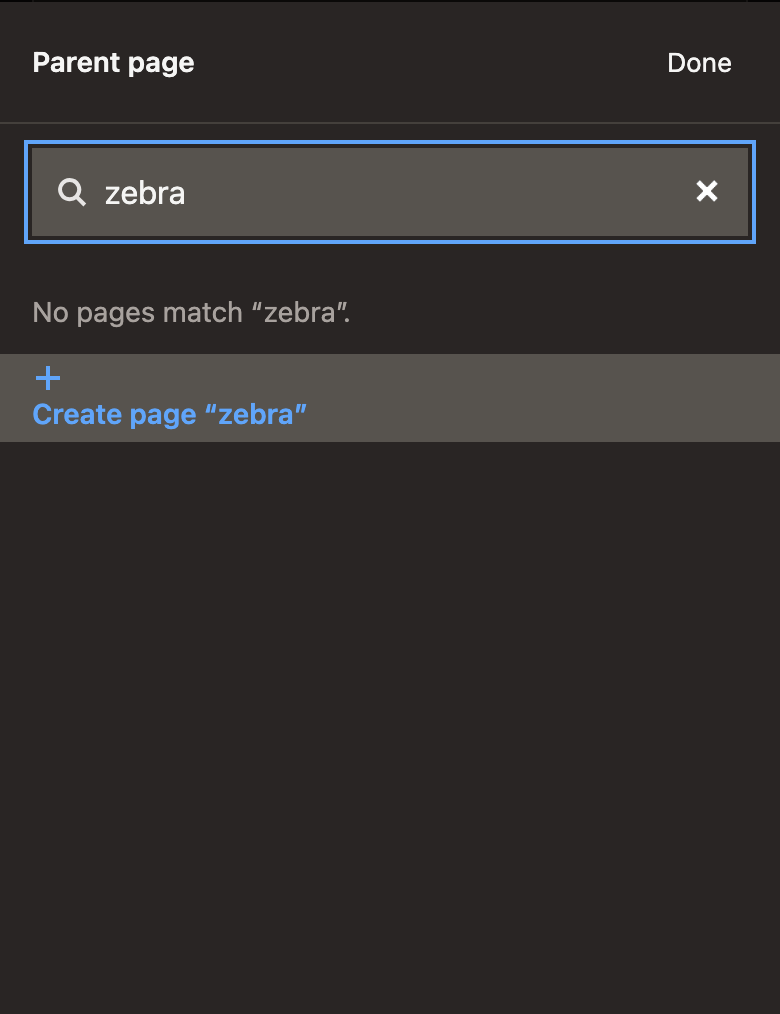 Parent page
Done
zebra
No pages match “zebra”.
Create page “zebra”